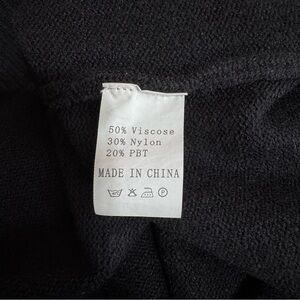 50% Viscose
30% Nylon
20% PBT
MADE IN CHINA
P